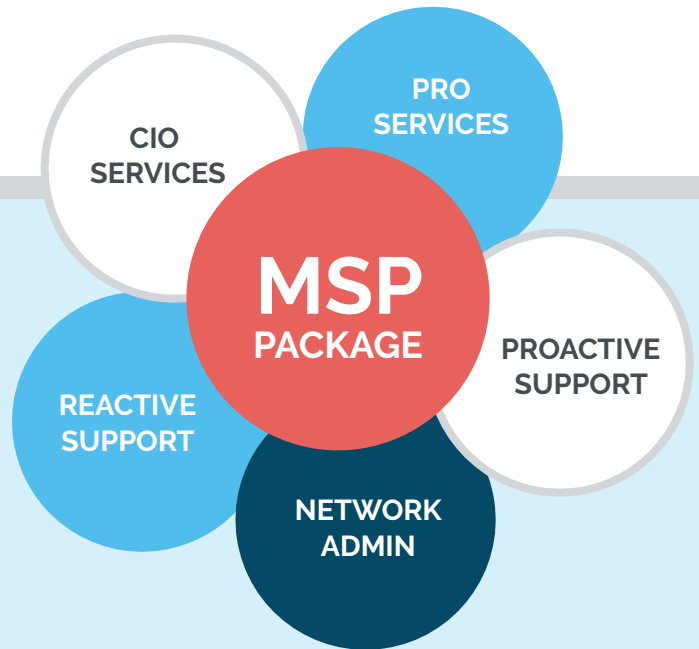 PRO
SERVICES
CIO
SERVICES
MSP
PACKAGE
PROACTIVE
SUPPORT
REACTIVE
SUPPORT
NETWORK
ADMIN